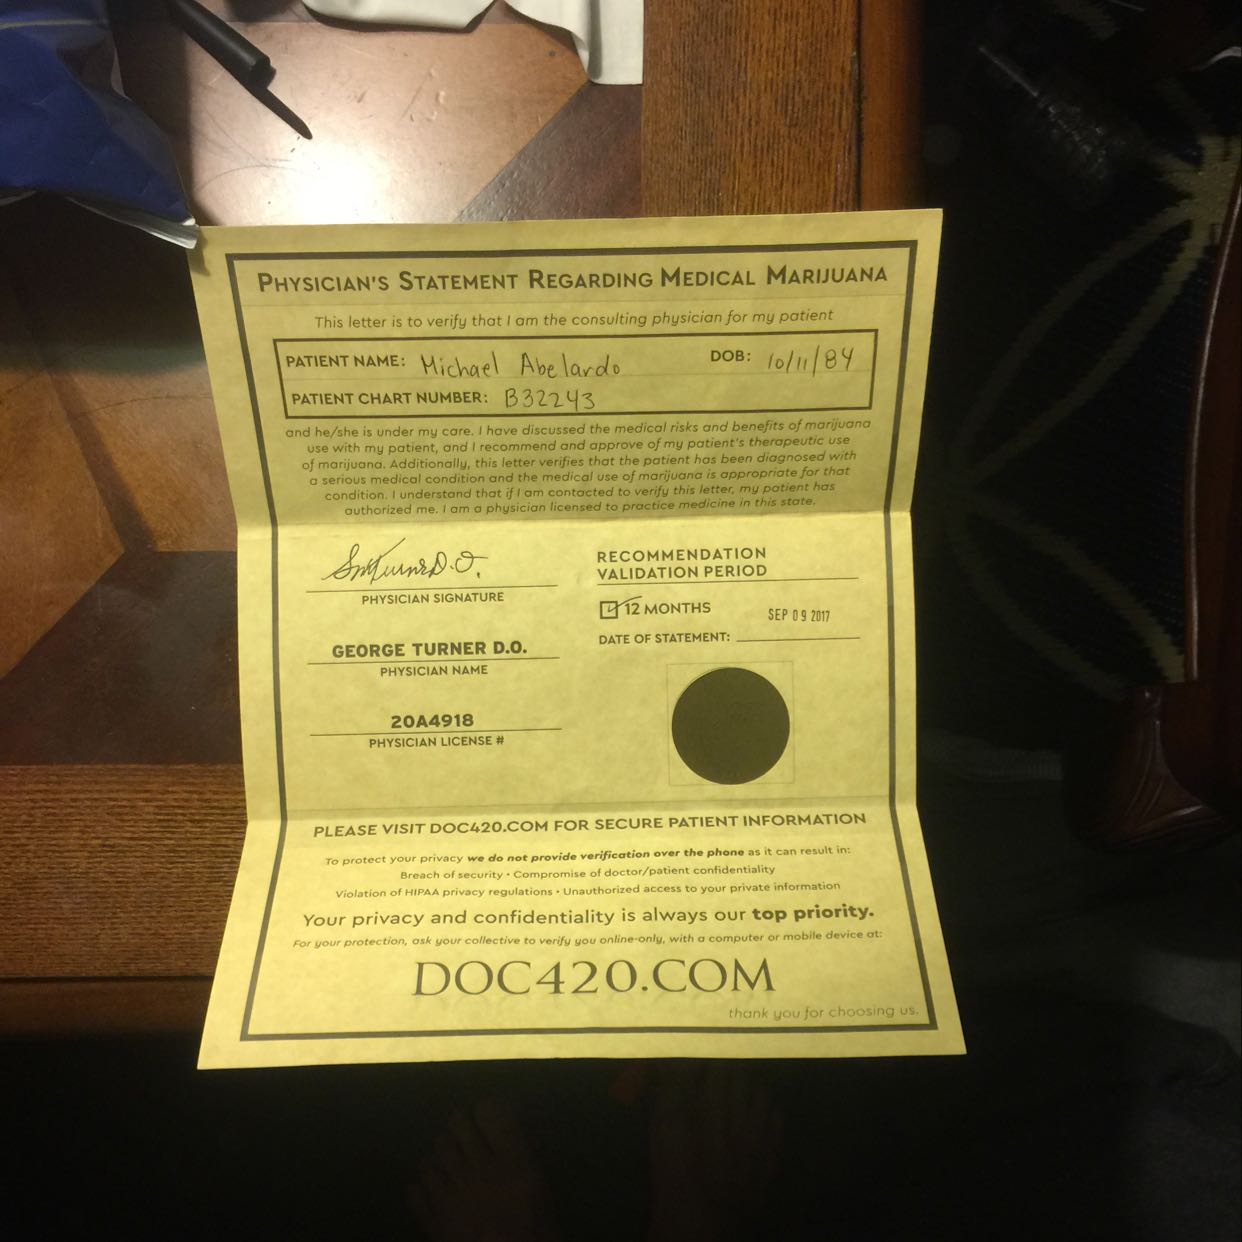 PHYSICIAN'S STATEMENT REGARDING MEDICAL MARIJUANA
This letter is to verify that I am the consulting physician for my patient
PATIENT NAME: Michael Abelardo DOB: 10/11/84
PATIENT CHART NUMBER: B32243
and he/she is under my care. I have discussed the medical risks and benefits of marijuana
use with my patient, and I recommend and approve of my patient's therapeutic use
of marijuana. Additionally, this letter verifies that the patient has been diagnosed with
a serious medical condition and the medical use of marijuana is appropriate for that
condition. I understand that if I am contacted to verify this letter, my patient has
authorized me. I am a physician licensed to practice medicine in this state.
Turner D.O.
PHYSICIAN SIGNATURE
GEORGE TURNER D.O.
PHYSICIAN NAME
20A4918
PHYSICIAN LICENSE #
RECOMMENDATION
VALIDATION PERIOD
12 MONTHS
SEP 09 2017
DATE OF STATEMENT:
PLEASE VISIT DOC420.COM FOR SECURE PATIENT INFORMATION
To protect your privacy we do not provide verification over the phone as it can result in:
Breach of security • Compromise of doctor/patient confidentiality
Violation of HIPAA privacy regulations • Unauthorized access to your private information
Your privacy and confidentiality is always our top priority.
For your protection, ask your collective to verify you online-only, with a computer or mobile device at:
DOC420.COM
thank you for choosing us.